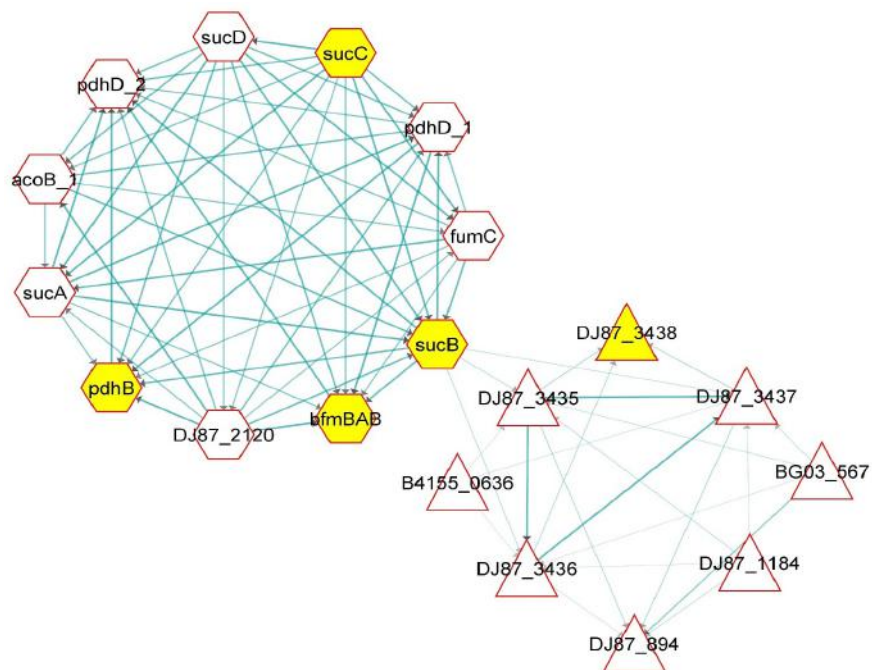 sucD
sucC
pdhD_2
pdhD_1
acoB_1
fumC
sucA
sucB
pdhB
bfmBAB
DJ87_2120
DJ87_3438
DJ87_3435
DJ87_3437
B4155_0636
BG03_567
DJ87_3436
DJ87_1184
DJ87_894